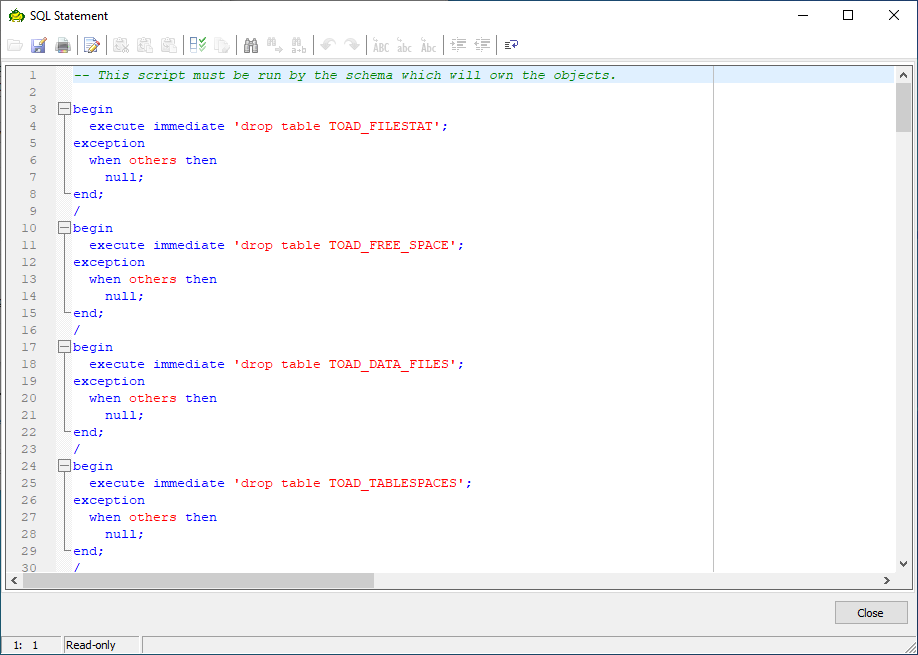 SQL Statement
1 -- This script must be run by the schema which will own the objects.
2
3 begin
4 execute immediate 'drop table TOAD_FILESTAT';
5 exception
6 when others then
7 null;
8 end;
9 /
10 begin
11 execute immediate 'drop table TOAD_FREE_SPACE';
12 exception
13 when others then
14 null;
15 end;
16 /
17 begin
18 execute immediate 'drop table TOAD_DATA_FILES';
19 exception
20 when others then
21 null;
22 end;
23 /
24 begin
25 execute immediate 'drop table TOAD_TABLESPACES';
26 exception
27 when others then
28 null;
29 end;
30 /
Close
1: 1 Read-only